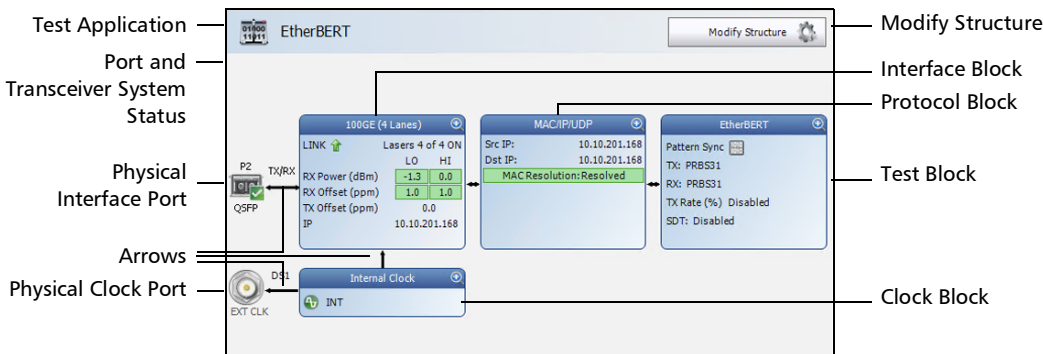 Test Application
EtherBERT
Modify Structure
Modify Structure
Port and
Transceiver System
Status
Interface Block
Protocol Block
100GE (4 Lanes)
LINK
Lasers 4 of 4 ON
LO HI
RX Power (dBm) -1.3 0.0
RX Offset (ppm) 1.0 1.0
TX Offset (ppm) 0.0
IP 10.10.201.168
MAC/IP/UDP
Src IP: 10.10.201.168
Dst IP: 10.10.201.168
MAC Resolution:Resolved
EtherBERT
Pattern Sync
TX: PRBS31
RX: PRBS31
TX Rate (%) Disabled
SDT: Disabled
Test Block
Physical
Interface Port
P2
TX/RX
QSFP
Arrows
Physical Clock Port
DS1
EXT CLK
Internal Clock
INT
Clock Block